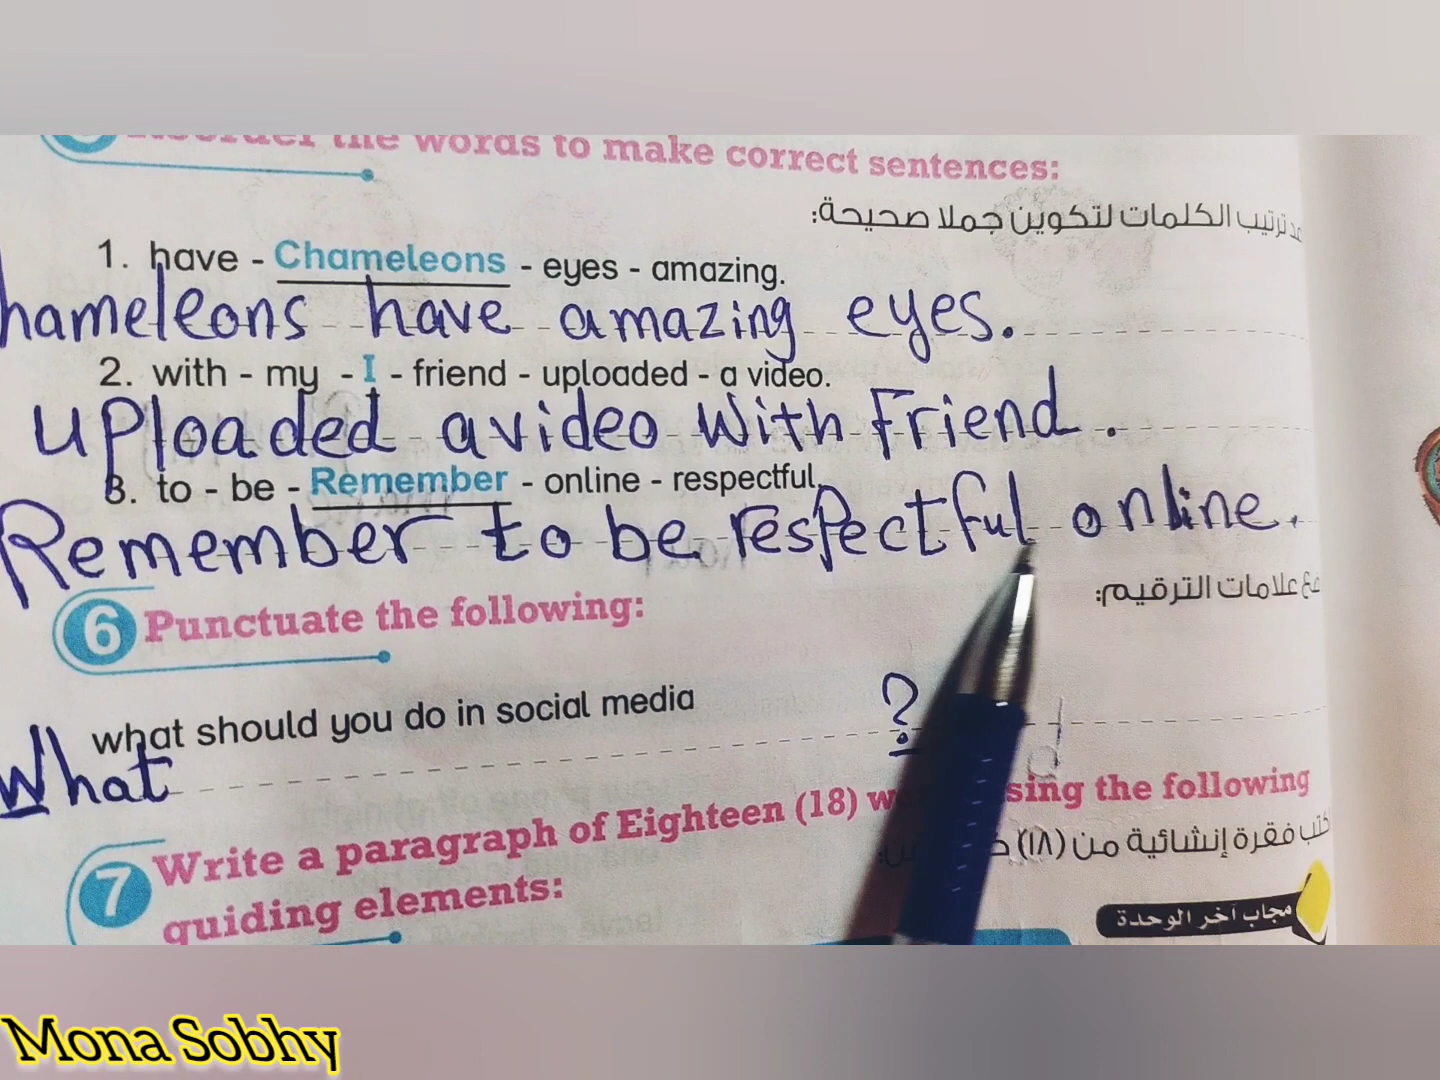 Reorder the words to make correct sentences:
ترتيب الكلمات لتكوين جملا صحيحة:
1. have - Chameleons - eyes - amazing.
hameleons have amazing eyes.
2. with - my - I - friend - uploaded - a video.
uploaded a video with friend.
3. to - be - Remember - online - respectful.
Remember to be respectful online.
6 Punctuate the following:
علامات الترقيم:
what should you do in social media
?
What
7 Write a paragraph of Eighteen (18) the following
فقرة إنشائية من (١٨)
guiding elements:
مجاب آخر الوحدة
Mona Sobhy